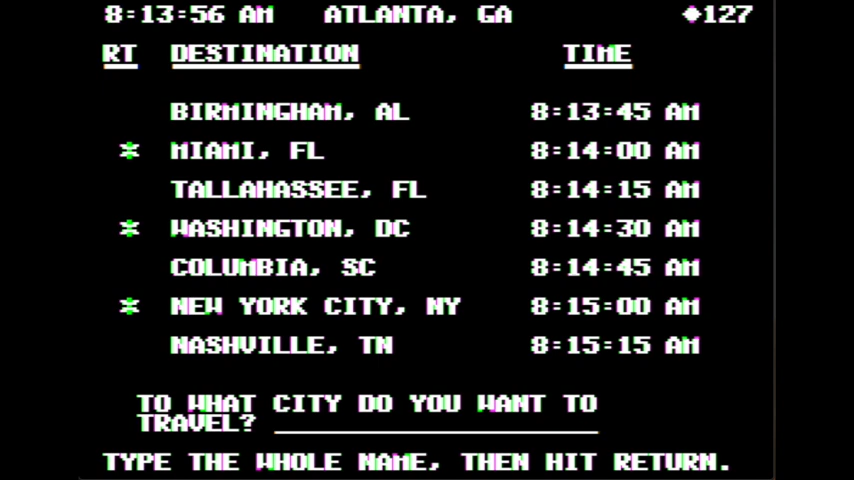 8:13:56 AM ATLANTA, GA ◆127
RT DESTINATION TIME
BIRMINGHAM, AL 8:13:45 AM
* MIAMI, FL 8:14:00 AM
TALLAHASSEE, FL 8:14:15 AM
* WASHINGTON, DC 8:14:30 AM
COLUMBIA, SC 8:14:45 AM
* NEW YORK CITY, NY 8:15:00 AM
NASHVILLE, TN 8:15:15 AM
TO WHAT CITY DO YOU WANT TO
TRAVEL?
TYPE THE WHOLE NAME, THEN HIT RETURN.